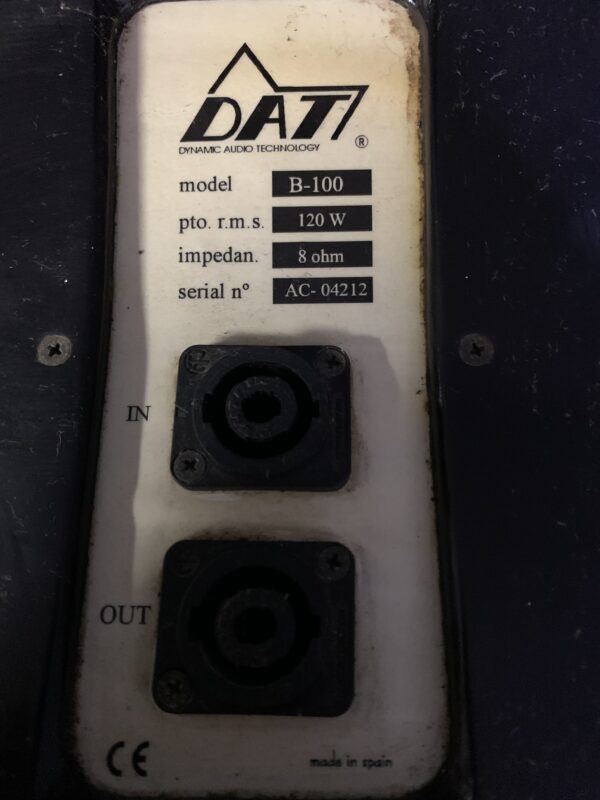 DAT
®
DYNAMIC AUDIO TECHNOLOGY
model B-100
pto. r.m.s. 120 W
impedan. 8 ohm
serial nº AC- 04212
IN
OUT
CE made in spain